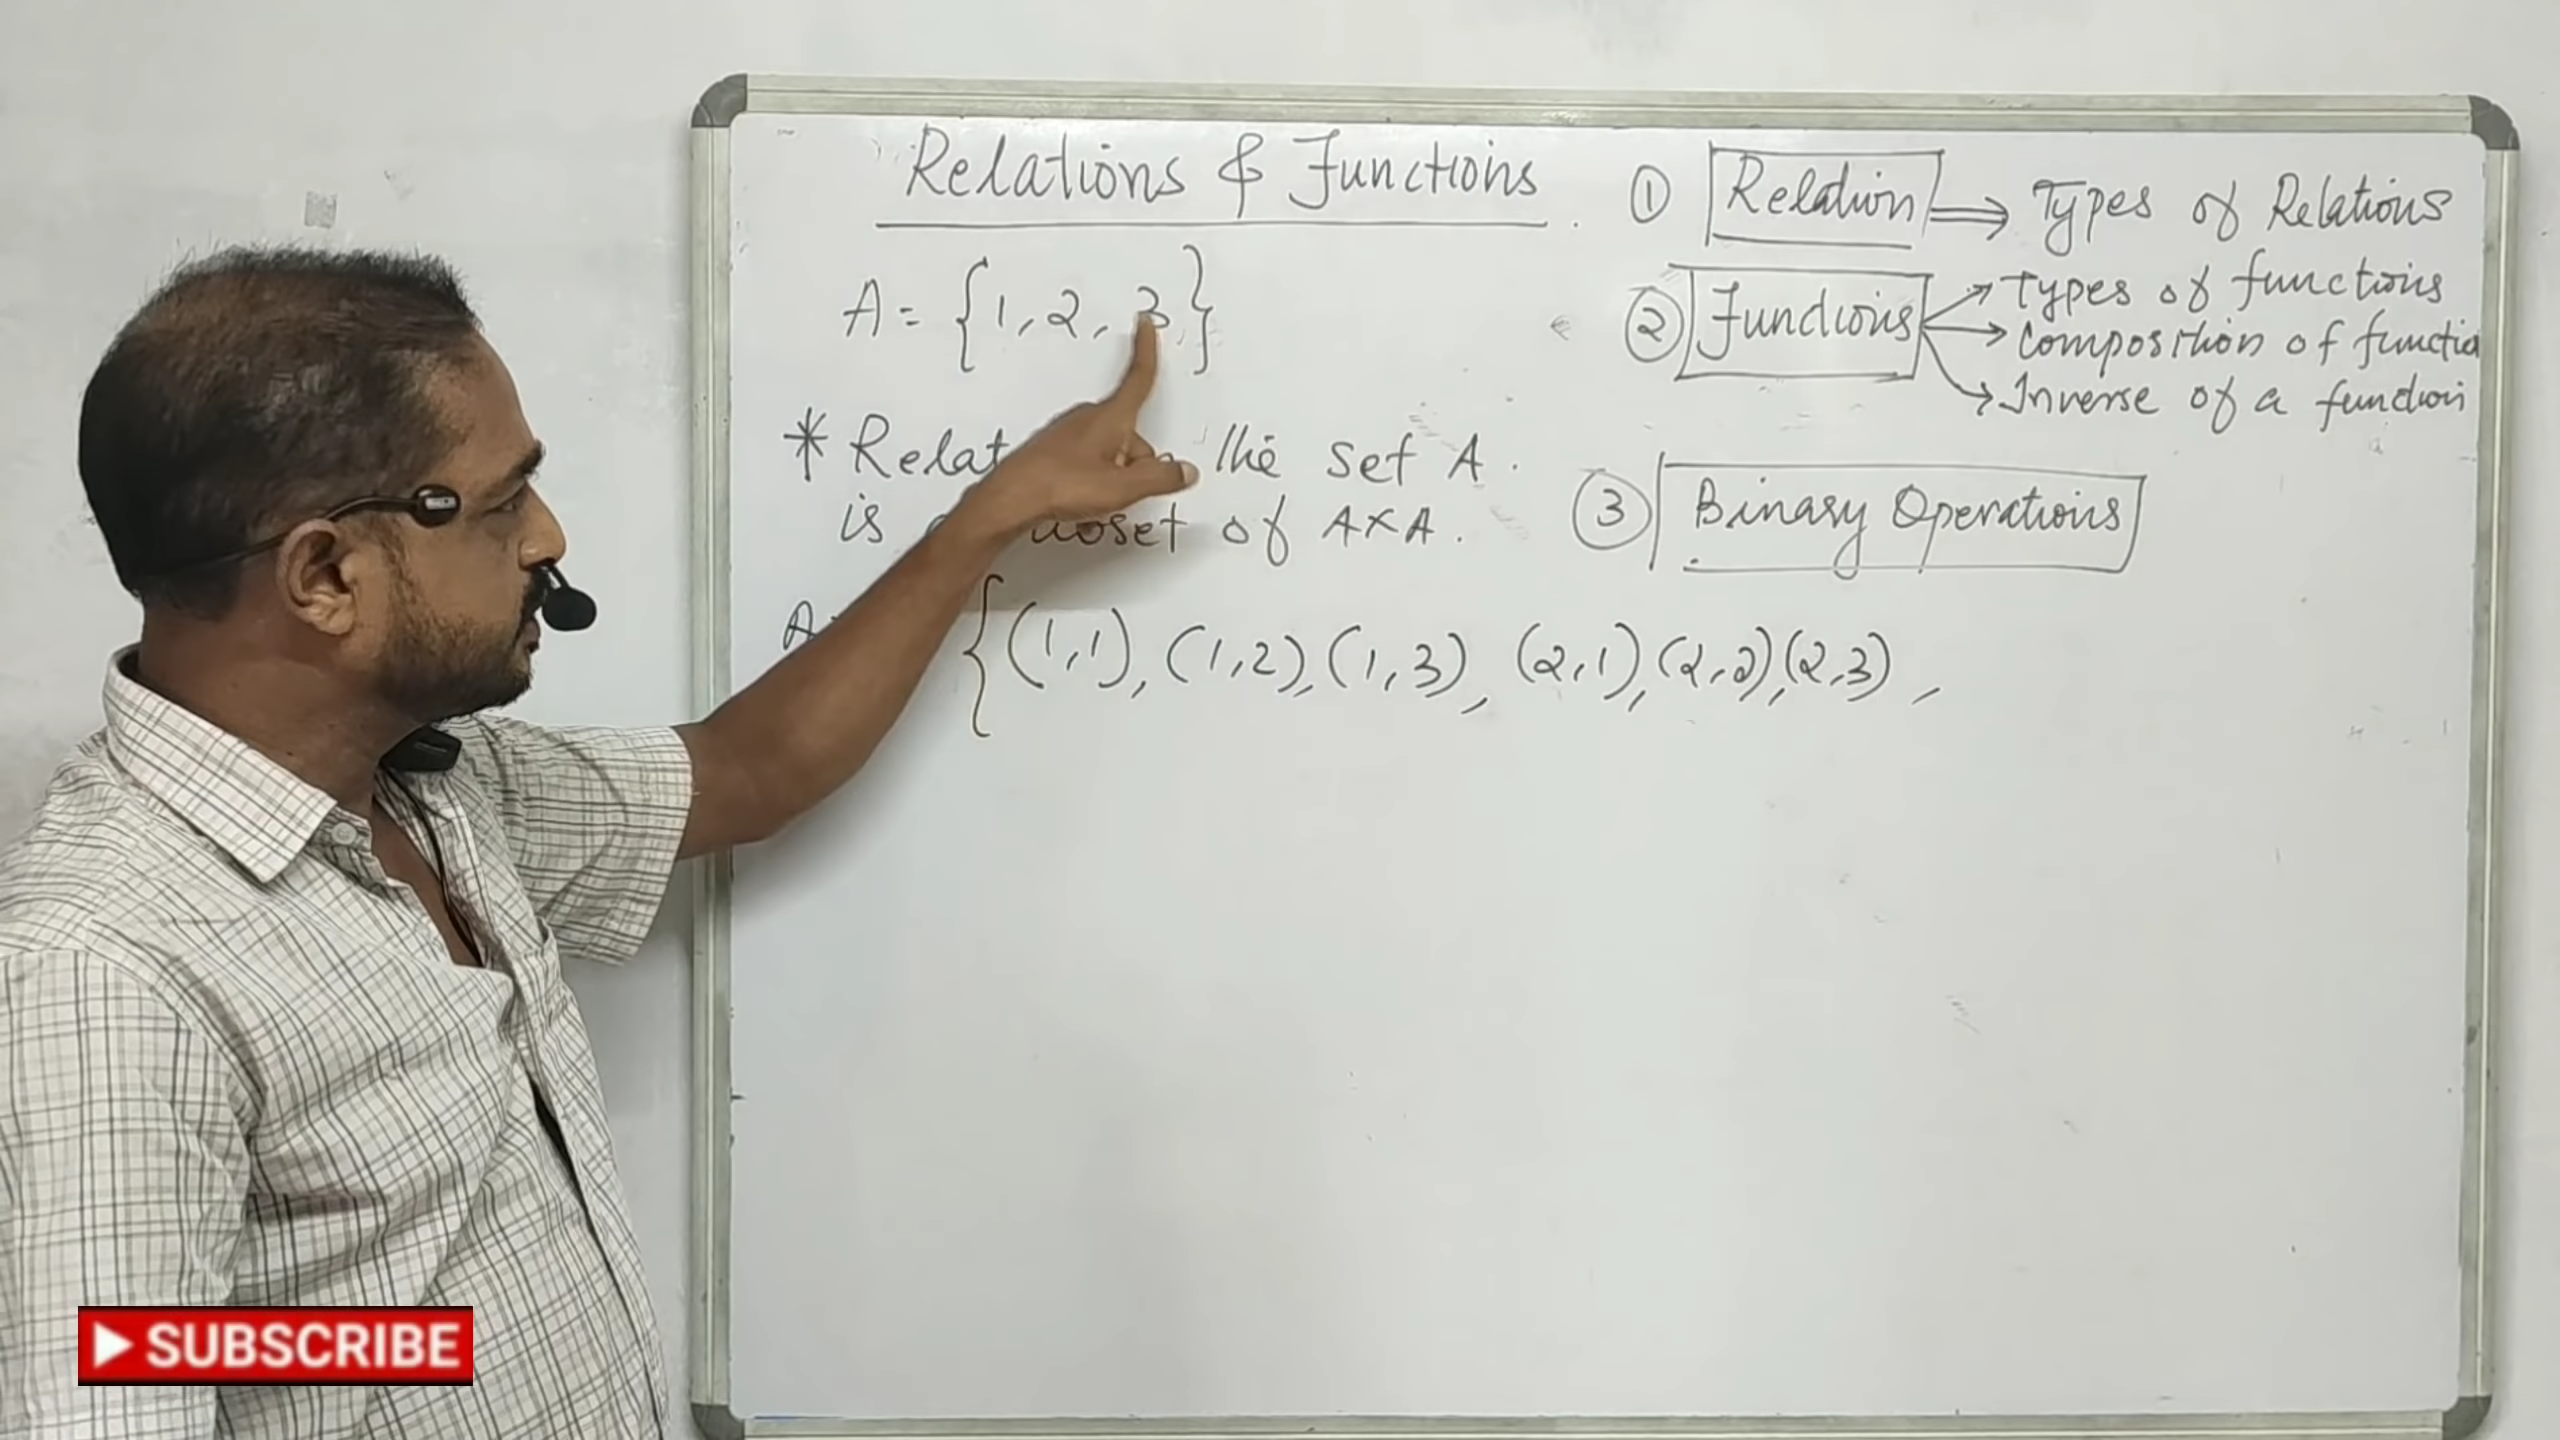 Relations & Functions
A = {1, 2, 3}
* Relat the set A.
is of A×A.
{(1,1), (1,2), (1,3), (2,1), (2,2), (2,3),
① Relation ⇒ Types of Relations
② Functions → Types of functions
→ Composition of functio
→ Inverse of a function
③ Binary Operations
SUBSCRIBE